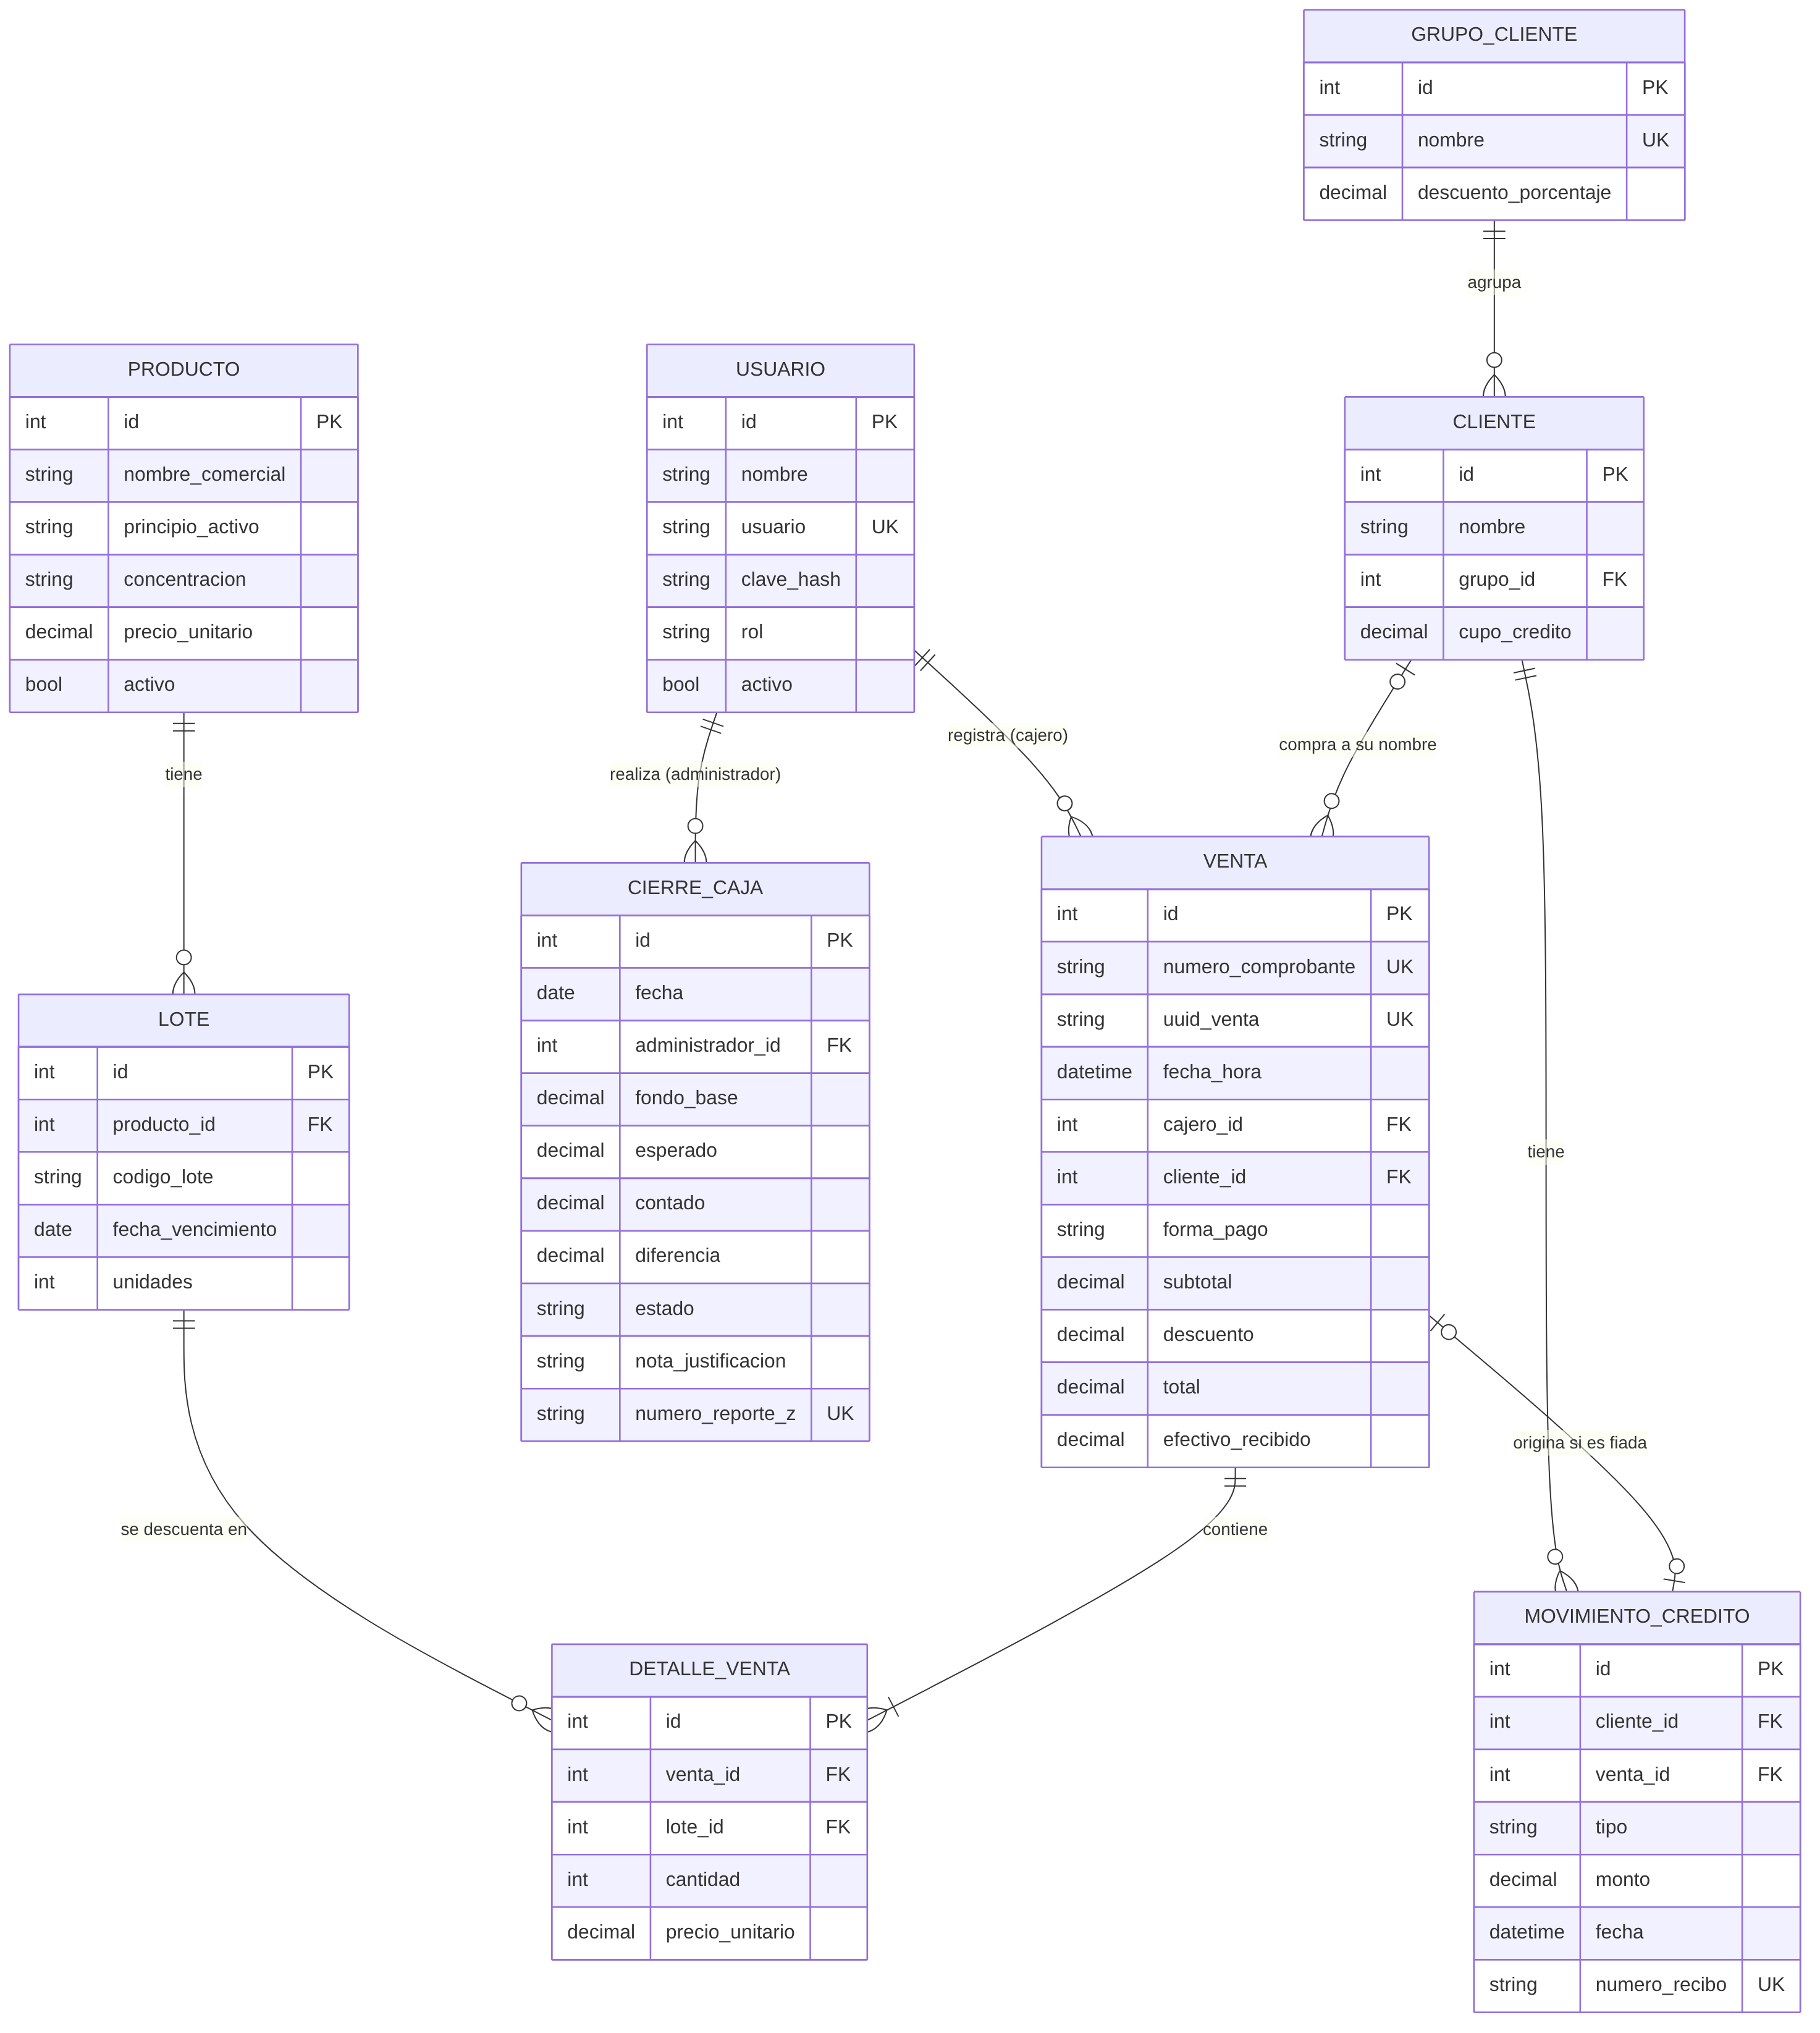 GRUPO_CLIENTE
int id PK
string nombre UK
decimal descuento_porcentaje
agrupa
PRODUCTO
int id PK
string nombre_comercial
string principio_activo
string concentracion
decimal precio_unitario
bool activo
USUARIO
int id PK
string nombre
string usuario UK
string clave_hash
string rol
bool activo
CLIENTE
int id PK
string nombre
int grupo_id FK
decimal cupo_credito
tiene
realiza (administrador)
registra (cajero)
compra a su nombre
LOTE
int id PK
int producto_id FK
string codigo_lote
date fecha_vencimiento
int unidades
CIERRE_CAJA
int id PK
date fecha
int administrador_id FK
decimal fondo_base
decimal esperado
decimal contado
decimal diferencia
string estado
string nota_justificacion
string numero_reporte_z UK
VENTA
int id PK
string numero_comprobante UK
string uuid_venta UK
datetime fecha_hora
int cajero_id FK
int cliente_id FK
string forma_pago
decimal subtotal
decimal descuento
decimal total
decimal efectivo_recibido
tiene
origina si es fiada
se descuenta en
contiene
DETALLE_VENTA
int id PK
int venta_id FK
int lote_id FK
int cantidad
decimal precio_unitario
MOVIMIENTO_CREDITO
int id PK
int cliente_id FK
int venta_id FK
string tipo
decimal monto
datetime fecha
string numero_recibo UK